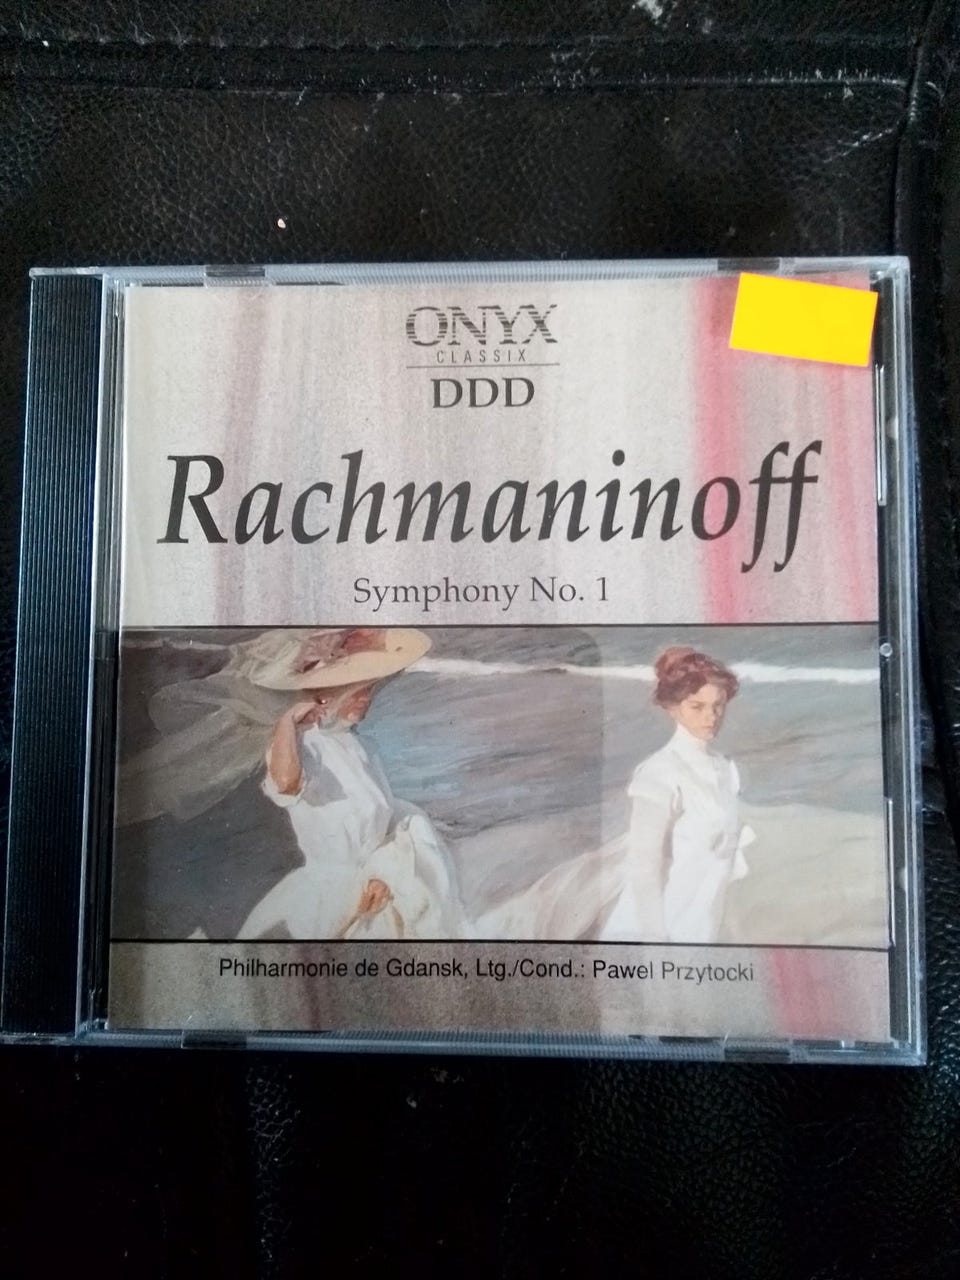 ONYX
CLASSIX
DDD
Rachmaninoff
Symphony No. 1
Philharmonie de Gdansk, Ltg./Cond.: Pawel Przytocki